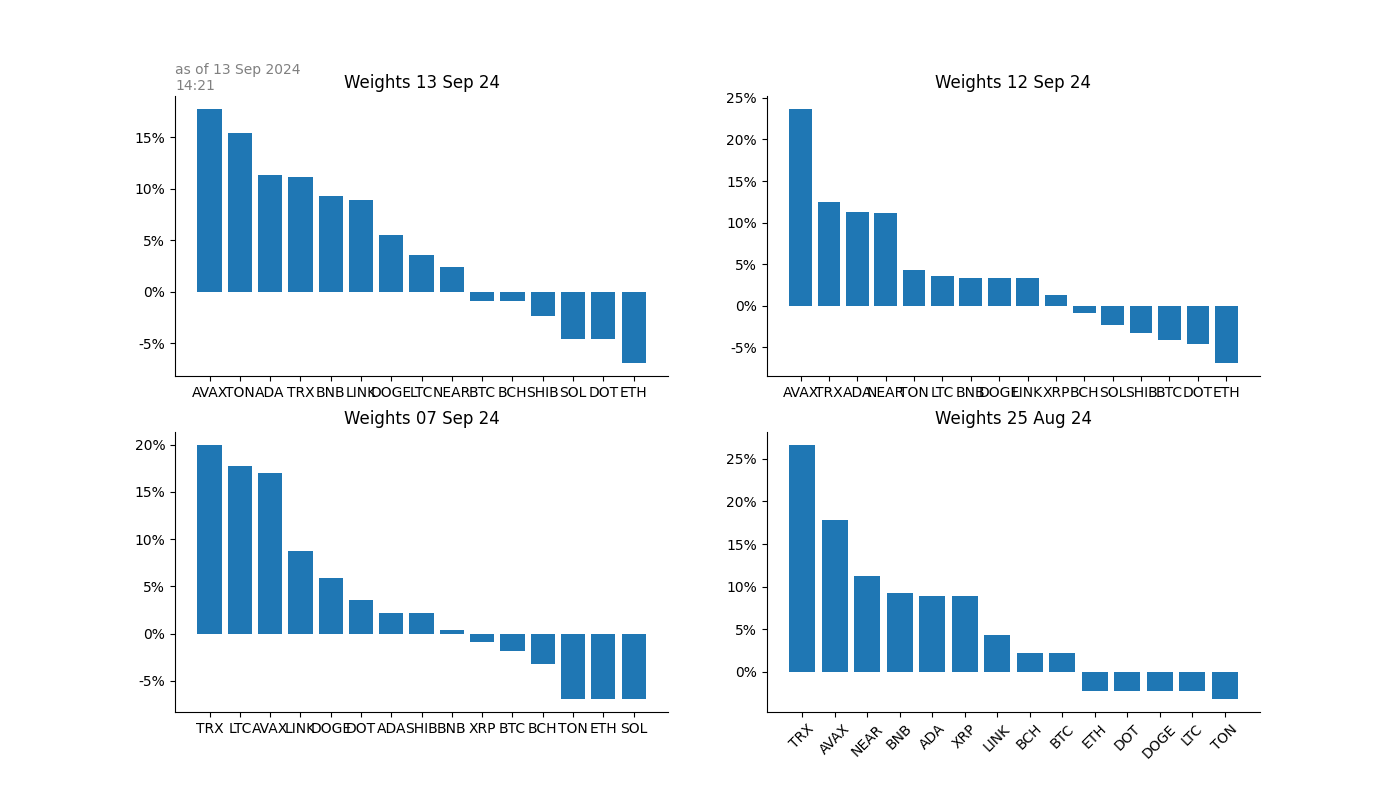 as of 13 Sep 2024
14:21
Weights 13 Sep 24
15%
10%
5%
0%
-5%
AVAX TON ADA TRX BNB LINK DOGE LTC NEAR BTC BCH SHIB SOL DOT ETH
Weights 12 Sep 24
25%
20%
15%
10%
5%
0%
-5%
AVAX TRX ADA NEAR TON LTC BNB DOGE LINK XRP BCH SOL SHIB BTC DOT ETH
Weights 07 Sep 24
20%
15%
10%
5%
0%
-5%
TRX LTC AVAX LINK DOGE DOT ADA SHIB BNB XRP BTC BCH TON ETH SOL
Weights 25 Aug 24
25%
20%
15%
10%
5%
0%
TRX AVAX NEAR BNB ADA XRP LINK BCH BTC ETH DOT DOGE LTC TON